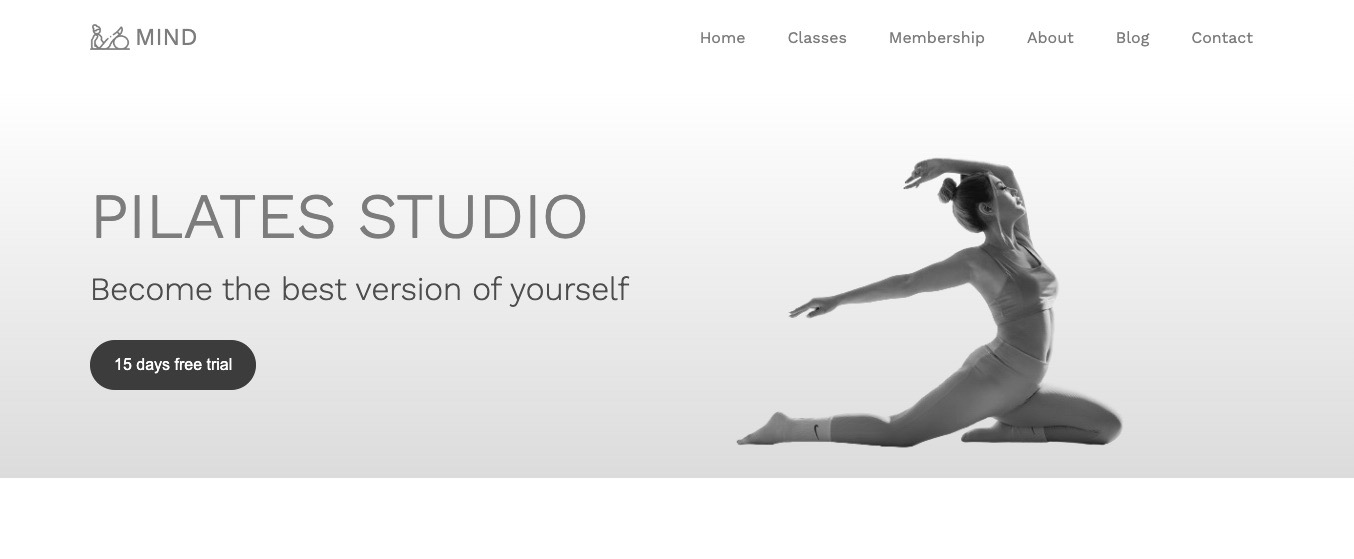 MIND
Home Classes Membership About Blog Contact
PILATES STUDIO
Become the best version of yourself
15 days free trial